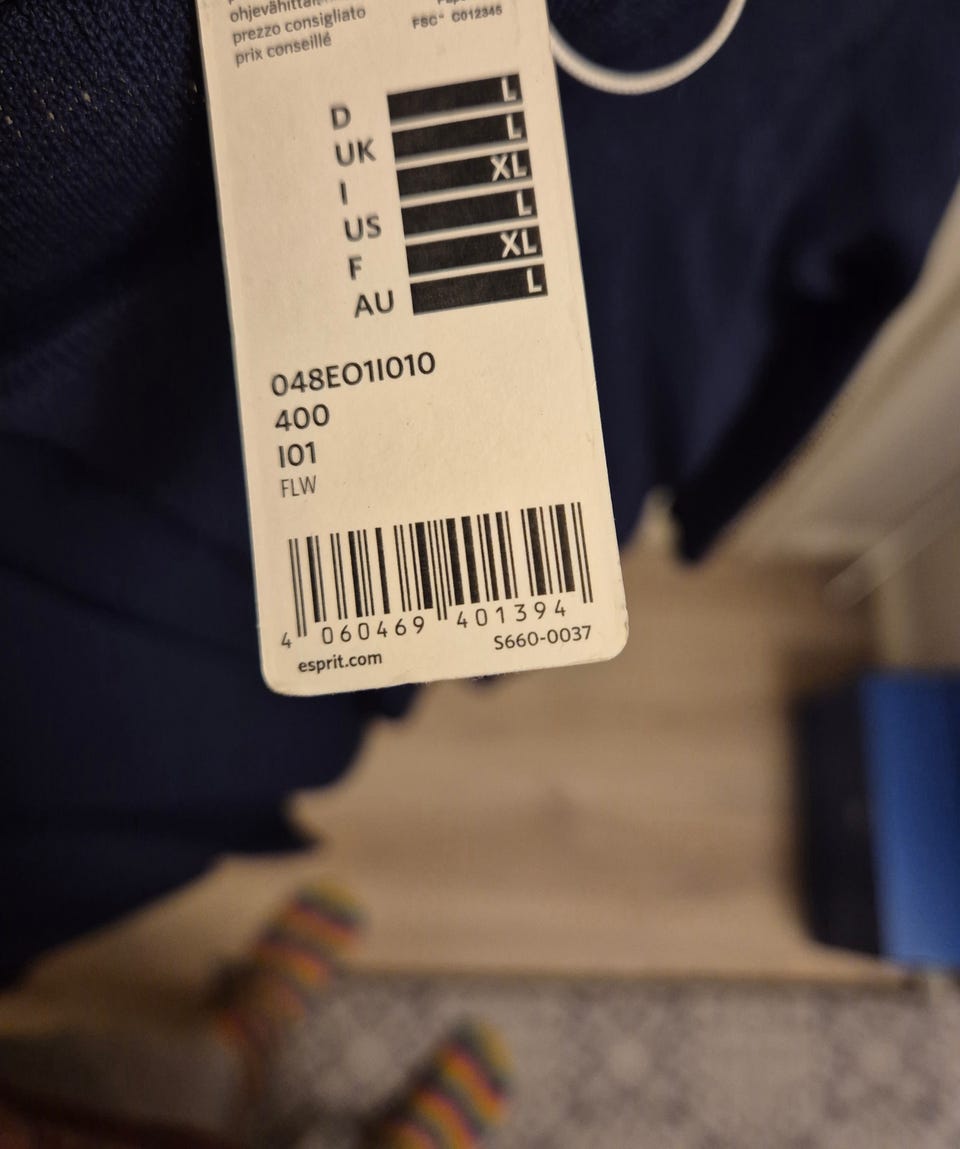 prezzo consigliato
prix conseillé
FSC® C012345
D L
UK L
I XL
US L
F XL
AU L
048EO1I010
400
I01
FLW
4 060469 401394
esprit.com S660-0037